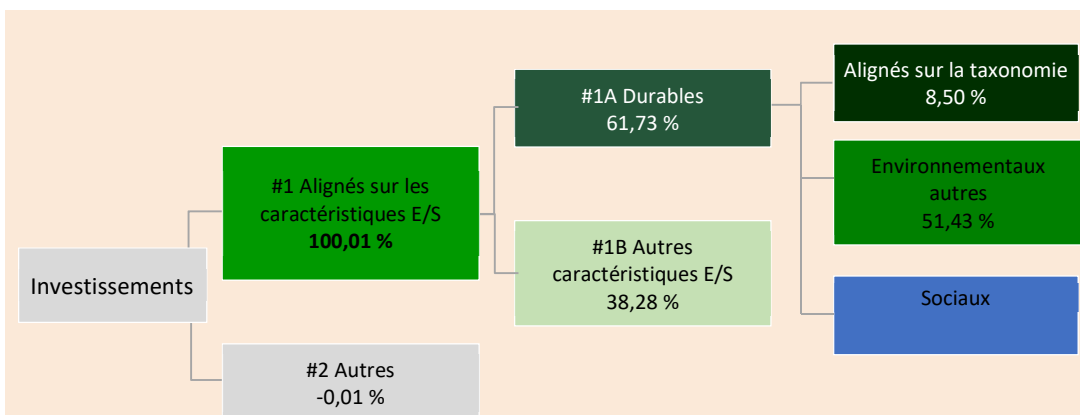 Investissements
#1 Alignés sur les
caractéristiques E/S
100,01 %
#2 Autres
-0,01 %
#1A Durables
61,73 %
#1B Autres
caractéristiques E/S
38,28 %
Alignés sur la taxonomie
8,50 %
Environnementaux
autres
51,43 %
Sociaux